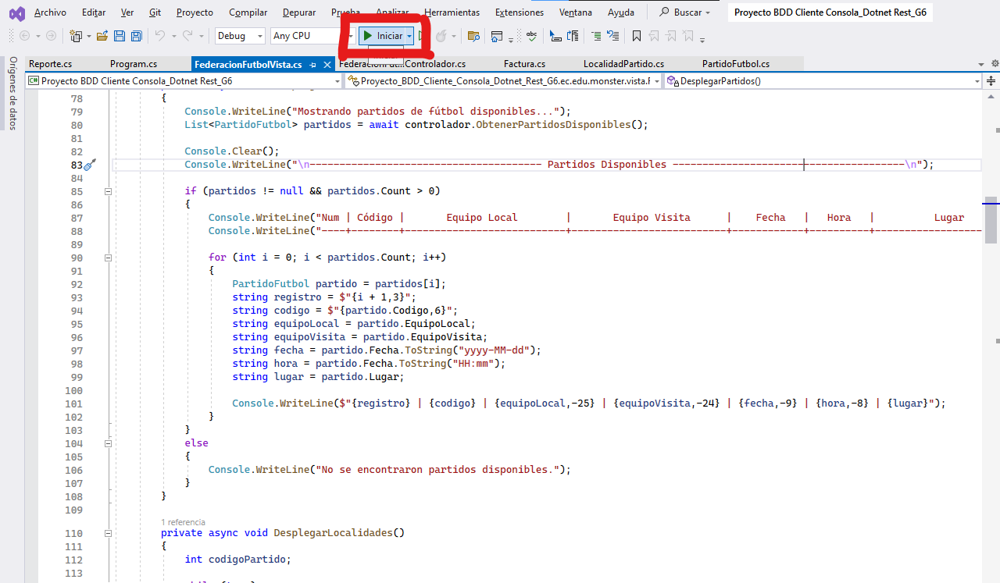 Archivo Editar Ver Git Proyecto Compilar Depurar Prueba Analizar Herramientas Extensiones Ventana Ayuda Buscar Proyecto BDD Cliente Consola_Dotnet Rest_G6
Debug Any CPU Iniciar
Orígenes de datos
Reporte.cs Program.cs FederacionFutbolVista.cs Controlador.cs Factura.cs LocalidadPartido.cs PartidoFutbol.cs
Proyecto BDD Cliente Consola_Dotnet Rest_G6 Proyecto_BDD_Cliente_Consola_Dotnet_Rest_G6.ec.edu.monster.vista.F DesplegarPartidos()
78 {
79 Console.WriteLine("Mostrando partidos de fútbol disponibles...");
80 List<PartidoFutbol> partidos = await controlador.ObtenerPartidosDisponibles();
81
82 Console.Clear();
83 Console.WriteLine("\n--------------------------------------- Partidos Disponibles ---------------------------------------\n");
84
85 if (partidos != null && partidos.Count > 0)
86 {
87 Console.WriteLine("Num | Código | Equipo Local | Equipo Visita | Fecha | Hora | Lugar
88 Console.WriteLine("----+--------+---------------------------+--------------------------+-----------+----------+------------------
89
90 for (int i = 0; i < partidos.Count; i++)
91 {
92 PartidoFutbol partido = partidos[i];
93 string registro = $"{i + 1,3}";
94 string codigo = $"{partido.Codigo,6}";
95 string equipoLocal = partido.EquipoLocal;
96 string equipoVisita = partido.EquipoVisita;
97 string fecha = partido.Fecha.ToString("yyyy-MM-dd");
98 string hora = partido.Fecha.ToString("HH:mm");
99 string lugar = partido.Lugar;
100
101 Console.WriteLine($"{registro} | {codigo} | {equipoLocal,-25} | {equipoVisita,-24} | {fecha,-9} | {hora,-8} | {lugar}");
102 }
103 }
104 else
105 {
106 Console.WriteLine("No se encontraron partidos disponibles.");
107 }
108 }
109
1 referencia
110 private async void DesplegarLocalidades()
111 {
112 int codigoPartido;
113